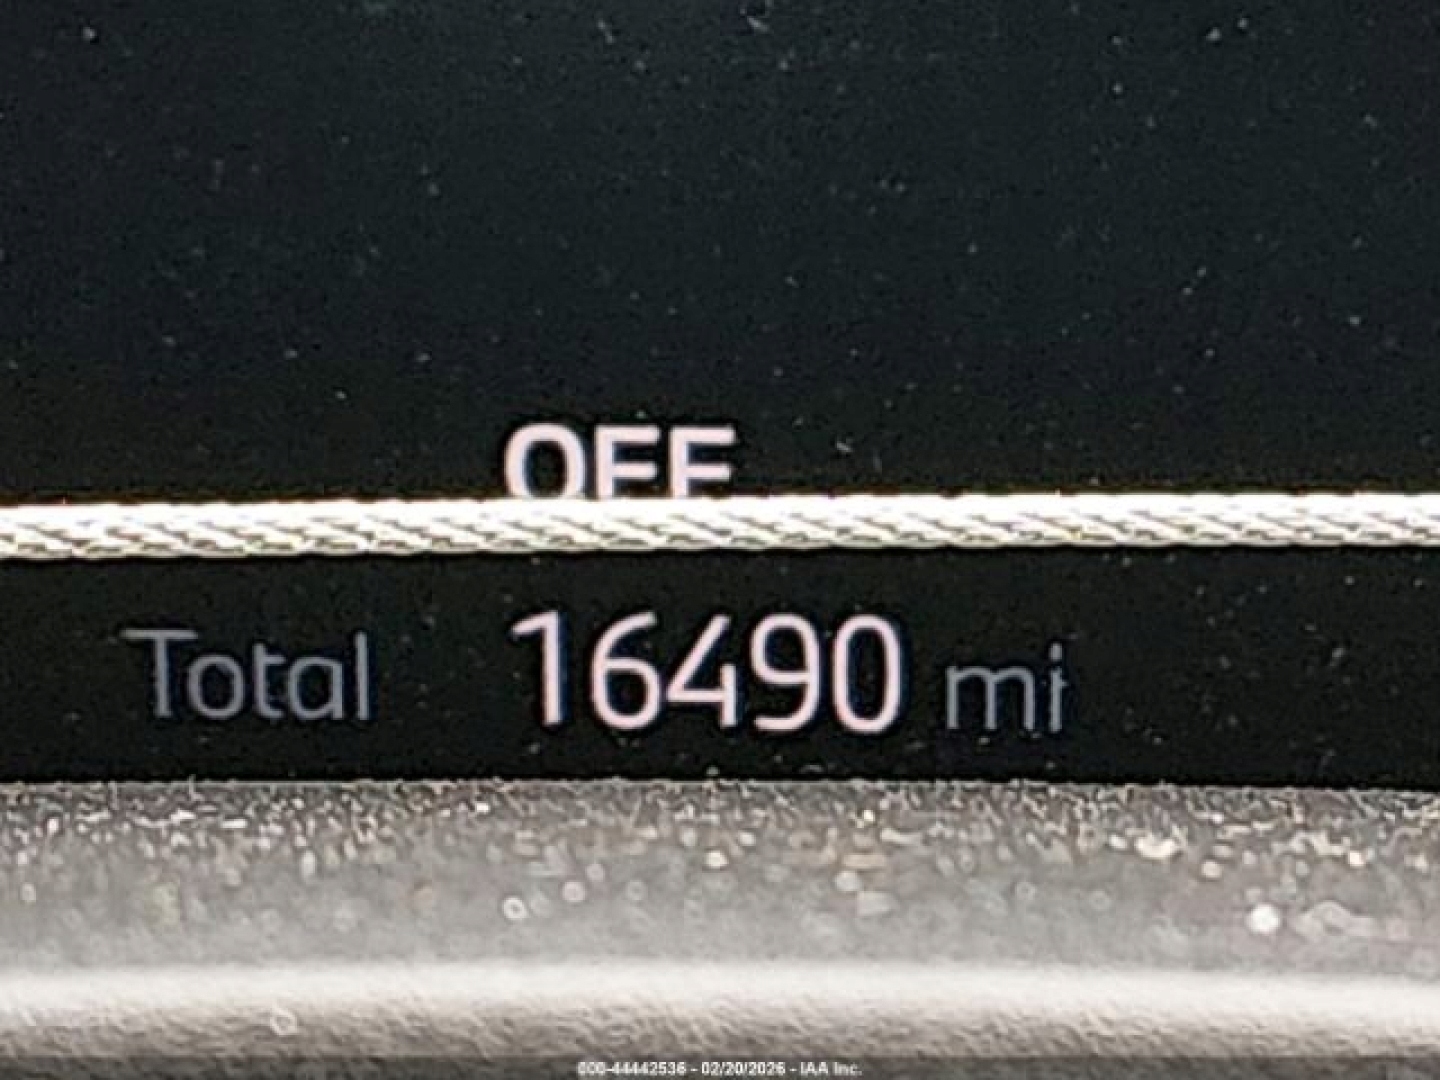 OFF
Total 16490 mi
000-44442536 - 02/20/2026 - IAA Inc.